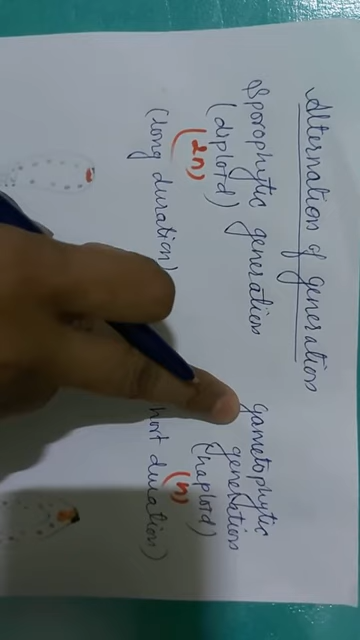 Alternation of generation
Sporophytic generation
(diploid)
(2n)
(long duration)
gametophytic
generation
(haploid)
(n)
hort duration)